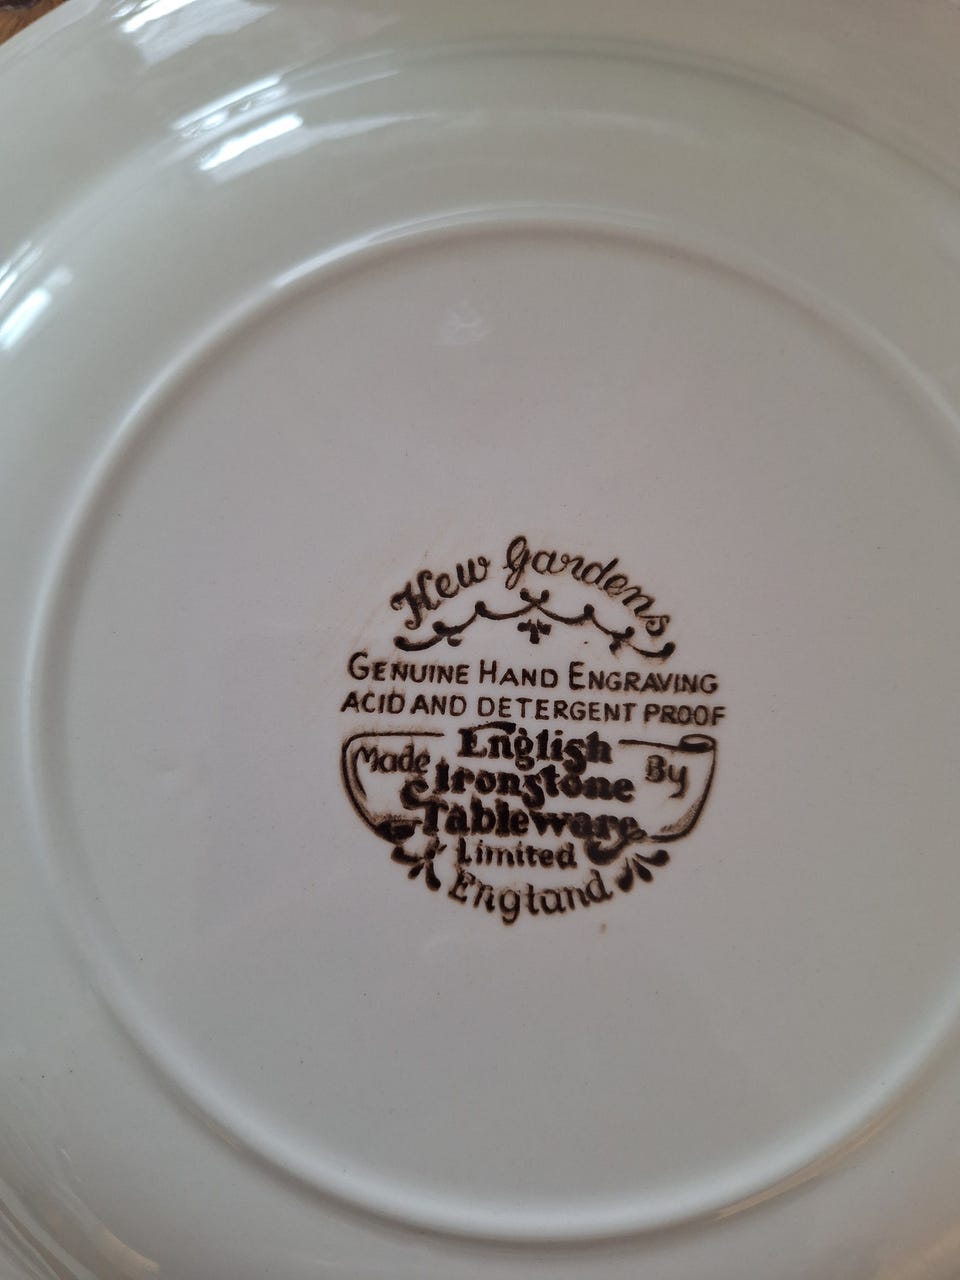 Kew Gardens
GENUINE HAND ENGRAVING
ACID AND DETERGENT PROOF
Made English By
Ironstone
Tableware
Limited
England